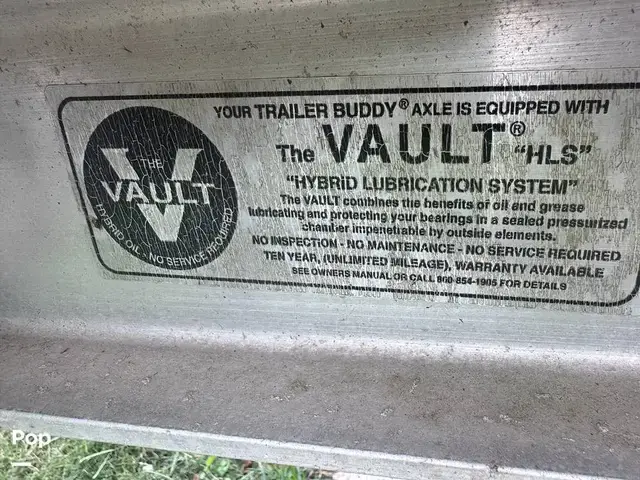 YOUR TRAILER BUDDY® AXLE IS EQUIPPED WITH
The VAULT® "HLS"
"HYBRID LUBRICATION SYSTEM"
The VAULT combines the benefits of oil and grease
lubricating and protecting your bearings in a sealed pressurized
chamber impenetrable by outside elements.
NO INSPECTION - NO MAINTENANCE - NO SERVICE REQUIRED
TEN YEAR, (UNLIMITED MILEAGE), WARRANTY AVAILABLE
SEE OWNERS MANUAL OR CALL 800-854-1905 FOR DETAILS
V
THE
VAULT
HYBRID OIL - NO SERVICE REQUIRED
Pop